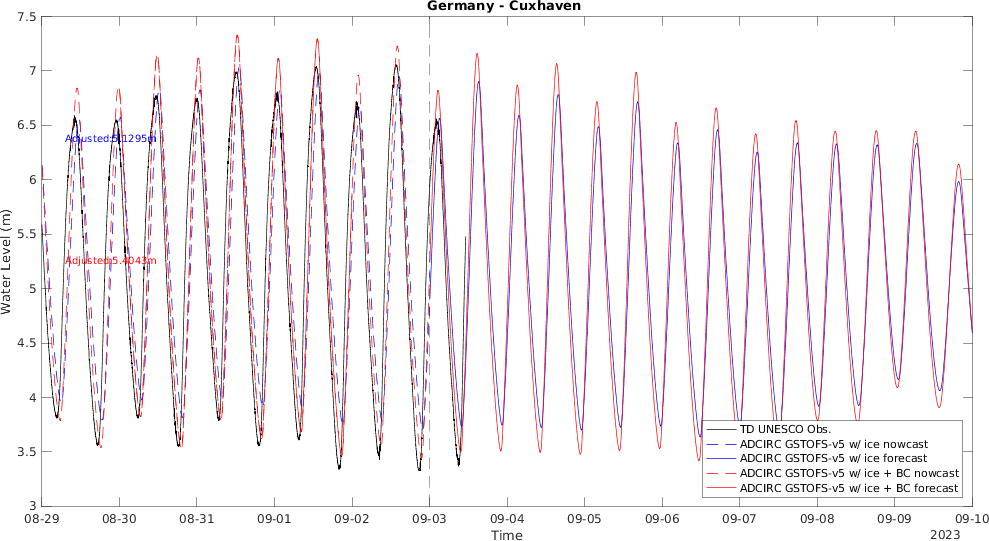 Germany - Cuxhaven
7.5
7
6.5
6
5.5
5
4.5
4
3.5
3
Water Level (m)
Adjusted:5.1295m
Adjusted:5.4043m
TD UNESCO Obs.
ADCIRC GSTOFS-v5 w/ ice nowcast
ADCIRC GSTOFS-v5 w/ ice forecast
ADCIRC GSTOFS-v5 w/ ice + BC nowcast
ADCIRC GSTOFS-v5 w/ ice + BC forecast
08-29 08-30 08-31 09-01 09-02 09-03 09-04 09-05 09-06 09-07 09-08 09-09 09-10
Time
2023